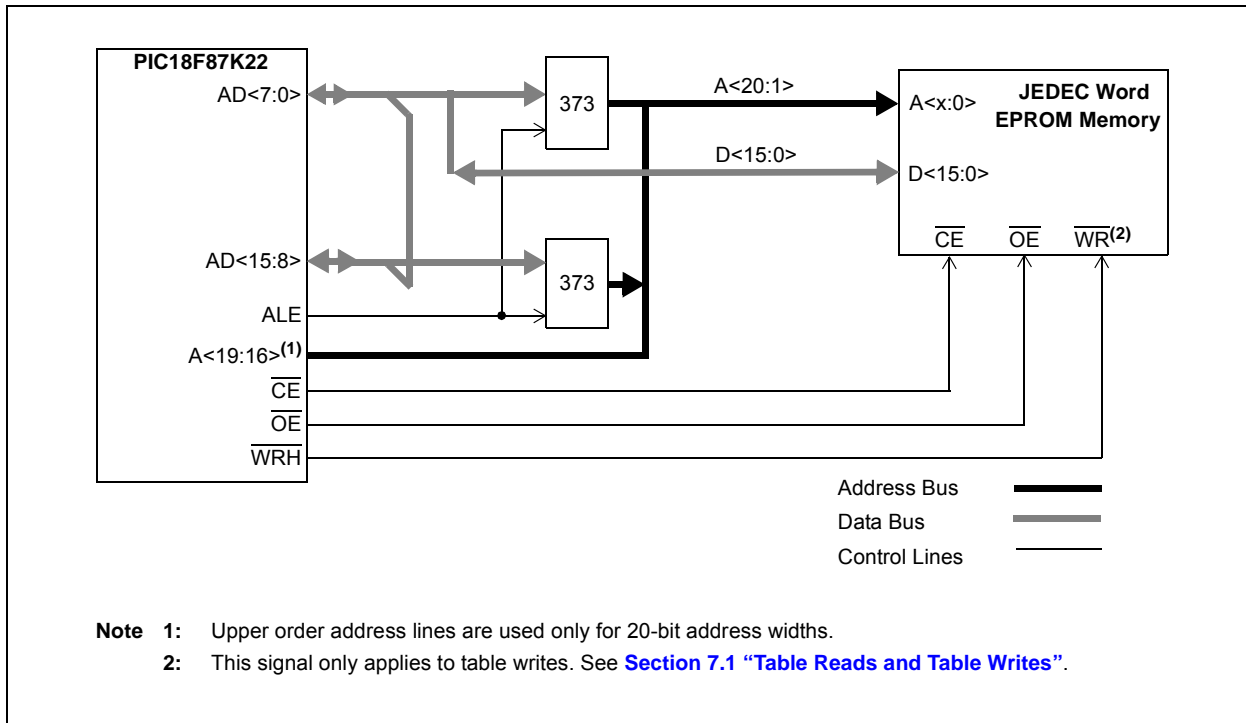 PIC18F87K22
AD<7:0>
373
A<20:1>
A<x:0>
JEDEC Word
EPROM Memory
D<15:0>
D<15:0>
CE OE WR(2)
AD<15:8>
373
ALE
A<19:16>(1)
CE
OE
WRH
Address Bus
Data Bus
Control Lines
Note 1: Upper order address lines are used only for 20-bit address widths.
2: This signal only applies to table writes. See Section 7.1 “Table Reads and Table Writes”.